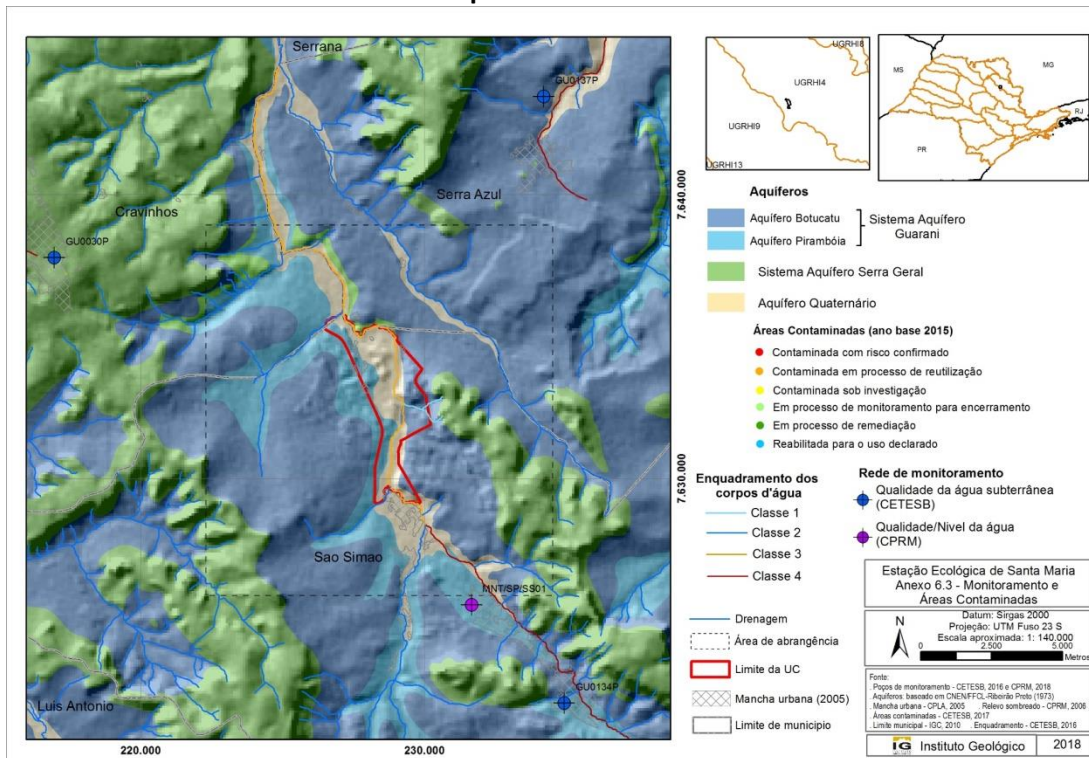 Serrana
GU0137P
Serra Azul
Cravinhos
GU0030P
Sao Simao
MNT/SP/SS01
GU0134P
Luis Antonio
220.000
230.000
7.640.000
7.630.000
UGRHI8
UGRHI4
UGRHI9
UGRHI13
MS
MG
RJ
PR
Aquíferos
Aquífero Botucatu
Aquífero Pirambóia
Sistema Aquífero
Guarani
Sistema Aquífero Serra Geral
Aquífero Quaternário
Áreas Contaminadas (ano base 2015)
Contaminada com risco confirmado
Contaminada em processo de reutilização
Contaminada sob investigação
Em processo de monitoramento para encerramento
Em processo de remediação
Reabilitada para o uso declarado
Enquadramento dos
corpos d'água
Classe 1
Classe 2
Classe 3
Classe 4
Drenagem
Área de abrangência
Limite da UC
Mancha urbana (2005)
Limite de municipio
Rede de monitoramento
Qualidade da água subterrânea
(CETESB)
Qualidade/Nivel da água
(CPRM)
Estação Ecológica de Santa Maria
Anexo 6.3 - Monitoramento e
Áreas Contaminadas
Datum: Sirgas 2000
Projeção: UTM Fuso 23 S
Escala aproximada: 1: 140.000
N
0 2.500 5.000
Metros
Fonte:
. Poços de monitoramento - CETESB, 2016 e CPRM, 2018
. Aquíferos: baseado em CNEN/FFCL-Ribeirão Preto (1973)
. Mancha urbana - CPLA, 2005 . Relevo sombreado - CPRM, 2006
. Áreas contaminadas - CETESB, 2017
. Limite municipal - IGC, 2010 . Enquadramento - CETESB, 2016
IG Instituto Geológico 2018